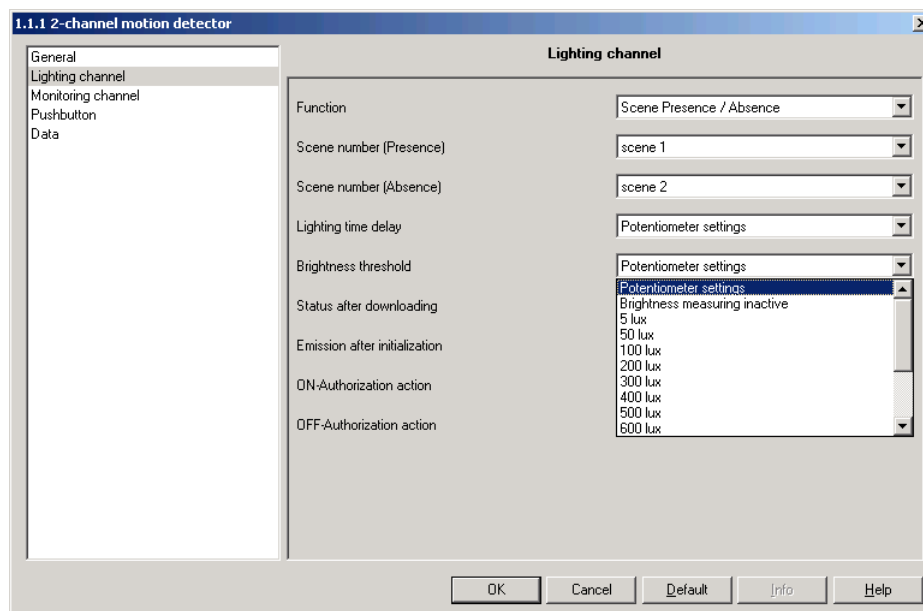 1.1.1 2-channel motion detector
General
Lighting channel
Monitoring channel
Pushbutton
Data
Lighting channel
Function
Scene Presence / Absence
Scene number (Presence)
scene 1
Scene number (Absence)
scene 2
Lighting time delay
Potentiometer settings
Brightness threshold
Potentiometer settings
Potentiometer settings
Brightness measuring inactive
5 lux
50 lux
100 lux
200 lux
300 lux
400 lux
500 lux
600 lux
Status after downloading
Emission after initialization
ON-Authorization action
OFF-Authorization action
OK
Cancel
Default
Info
Help